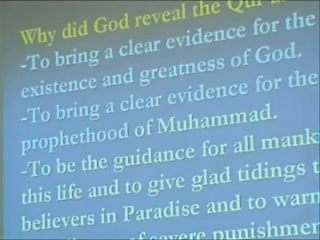 Why did God reveal the Qur'an
-To bring a clear evidence for the
existence and greatness of God.
-To bring a clear evidence for the
prophethood of Muhammad.
-To be the guidance for all mank
this life and to give glad tidings t
believers in Paradise and to warn
of severe punishmen